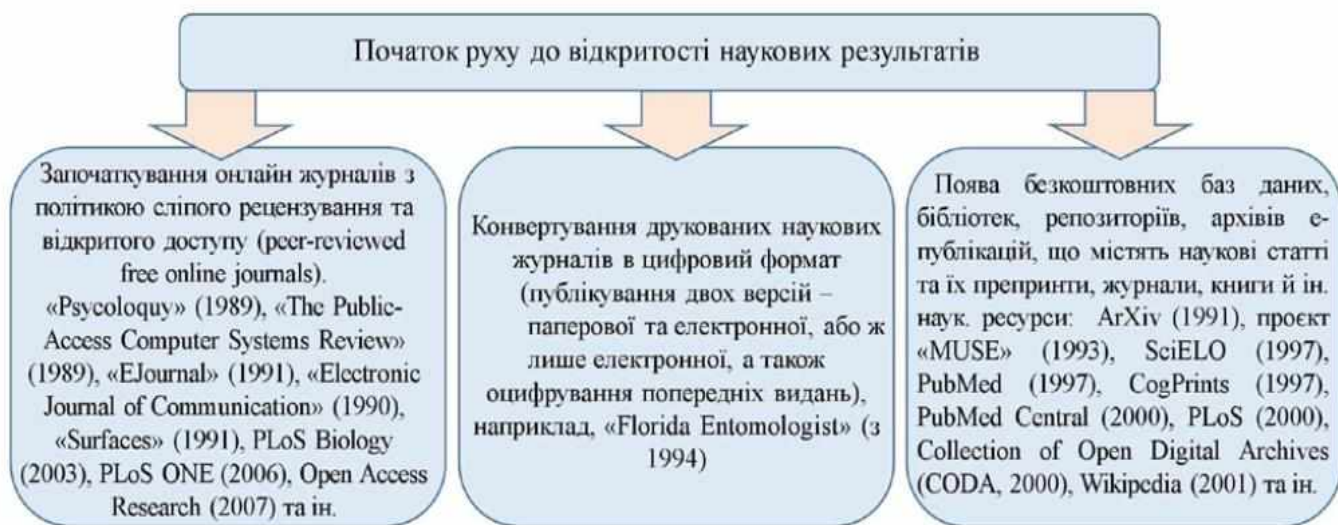 Початок руху до відкритості наукових результатів
Започаткування онлайн журналів з
політикою сліпого рецензування та
відкритого доступу (peer-reviewed
free online journals).
«Psycoloquy» (1989), «The Public-
Access Computer Systems Review»
(1989), «EJournal» (1991), «Electronic
Journal of Communication» (1990),
«Surfaces» (1991), PLoS Biology
(2003), PLoS ONE (2006), Open Access
Research (2007) та ін.
Конвертування друкованих наукових
журналів в цифровий формат
(публікування двох версій –
паперової та електронної, або ж
лише електронної, а також
оцифрування попередніх видань),
наприклад, «Florida Entomologist» (з
1994)
Поява безкоштовних баз даних,
бібліотек, репозиторіїв, архівів е-
публікацій, що містять наукові статті
та їх препринти, журнали, книги й ін.
наук. ресурси: ArXiv (1991), проєкт
«MUSE» (1993), SciELO (1997),
PubMed (1997), CogPrints (1997),
PubMed Central (2000), PLoS (2000),
Collection of Open Digital Archives
(CODA, 2000), Wikipedia (2001) та ін.